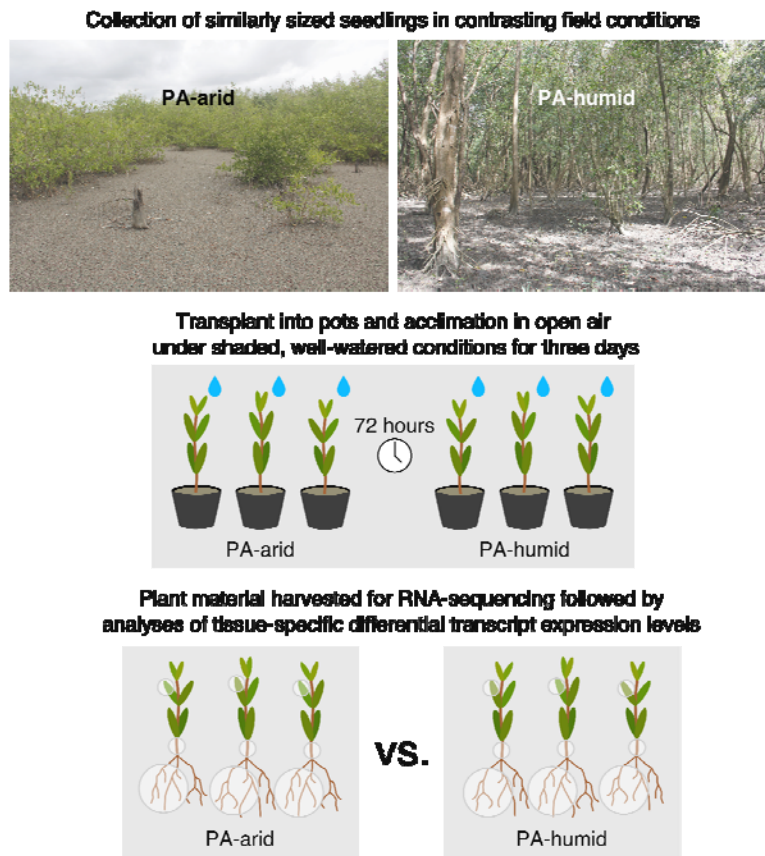 Collection of similarly sized seedlings in contrasting field conditions
PA-arid
PA-humid
Transplant into pots and acclimation in open air
under shaded, well-watered conditions for three days
72 hours
PA-arid
PA-humid
Plant material harvested for RNA-sequencing followed by
analyses of tissue-specific differential transcript expression levels
vs.
PA-arid
PA-humid